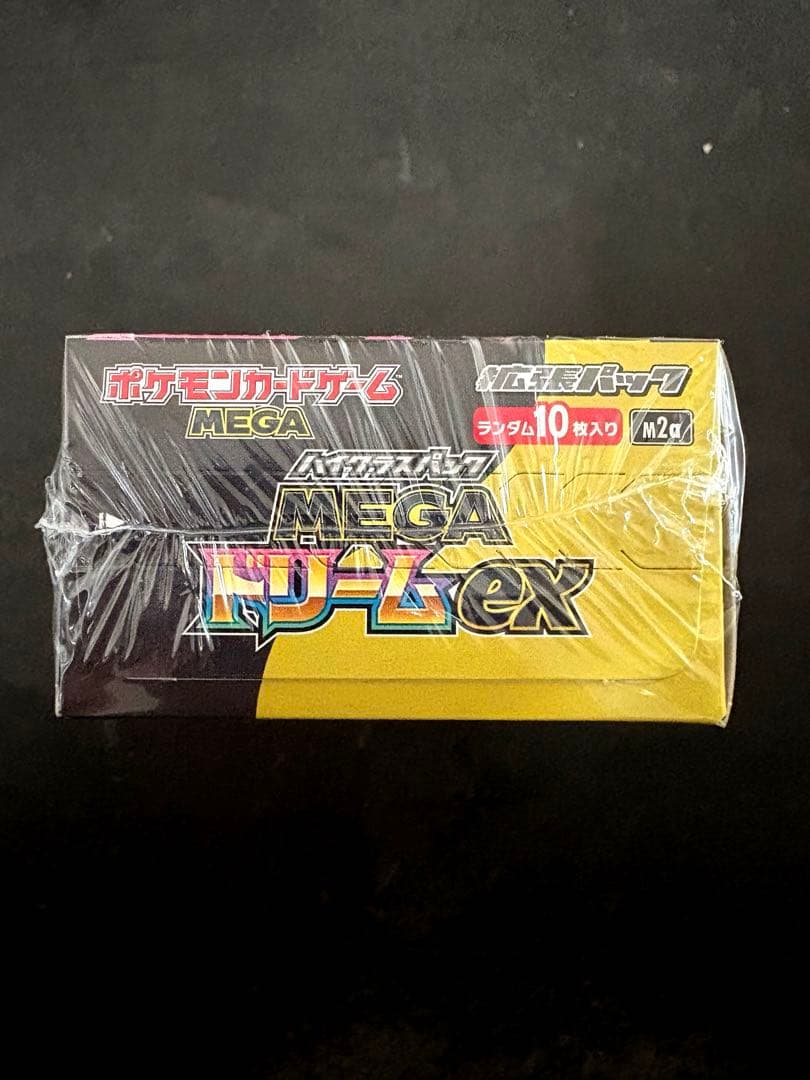 ポケモンカードゲーム™
MEGA
拡張パック
ランダム10枚入り
M2a
ハイクラスパック
MEGA
ドリームex